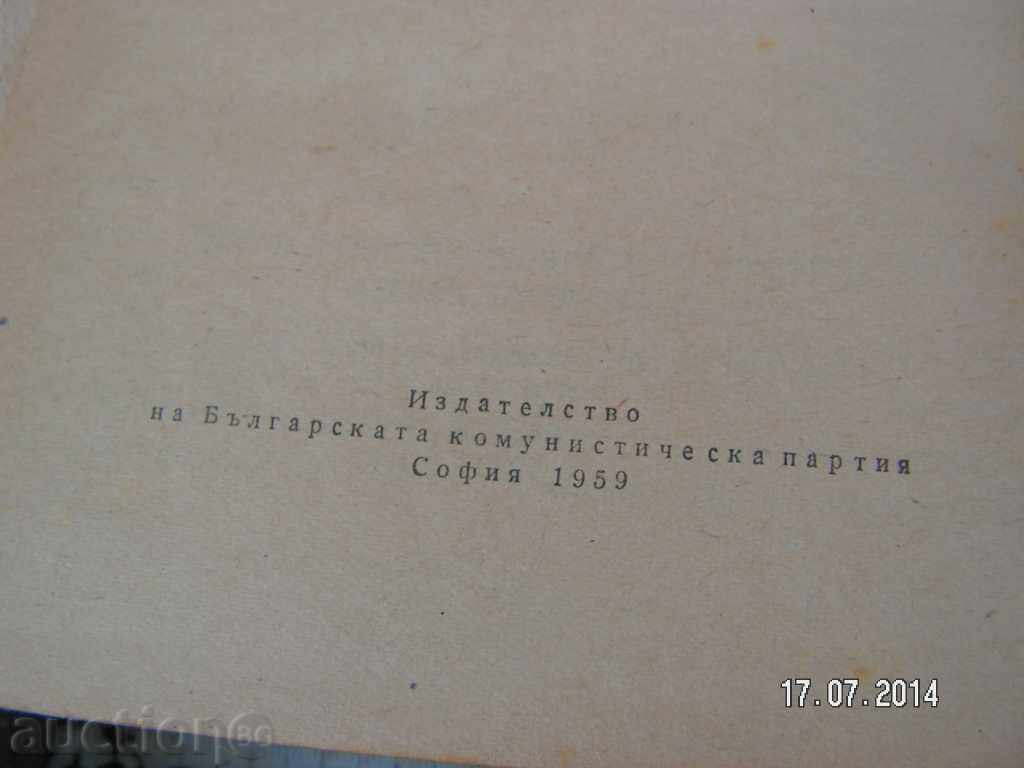 Издателство
на Българската комунистическа партия
София 1959
17.07.2014
auction.bg